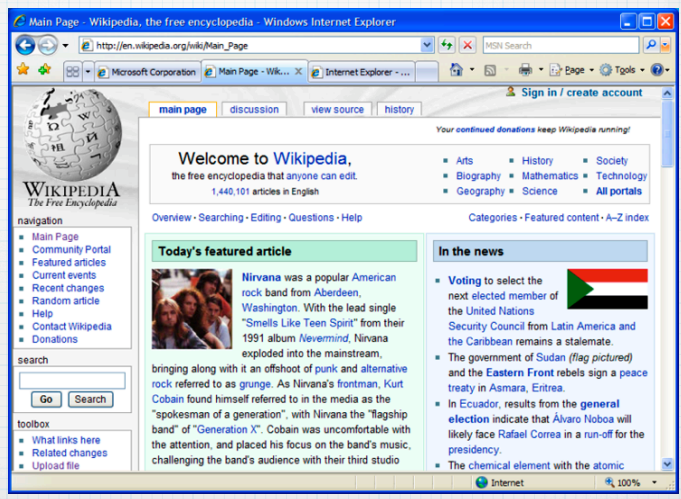 Main Page - Wikipedia, the free encyclopedia - Windows Internet Explorer
http://en.wikipedia.org/wiki/Main_Page
MSN Search
Microsoft Corporation
Main Page - Wik...
Internet Explorer - ...
Page
Tools
Sign in / create account
main page
discussion
view source
history
Your continued donations keep Wikipedia running!
Welcome to Wikipedia,
the free encyclopedia that anyone can edit.
1,440,101 articles in English
Arts
History
Society
Biography
Mathematics
Technology
Geography
Science
All portals
Overview · Searching · Editing · Questions · Help
Categories · Featured content · A–Z index
WIKIPEDIA
The Free Encyclopedia
navigation
Main Page
Community Portal
Featured articles
Current events
Recent changes
Random article
Help
Contact Wikipedia
Donations
search
Go
Search
toolbox
What links here
Related changes
Upload file
Today's featured article
Nirvana was a popular American
rock band from Aberdeen,
Washington. With the lead single
"Smells Like Teen Spirit" from their
1991 album Nevermind, Nirvana
exploded into the mainstream,
bringing along with it an offshoot of punk and alternative
rock referred to as grunge. As Nirvana's frontman, Kurt
Cobain found himself referred to in the media as the
"spokesman of a generation", with Nirvana the "flagship
band" of "Generation X". Cobain was uncomfortable with
the attention, and placed his focus on the band's music,
challenging the band's audience with their third studio
In the news
Voting to select the
next elected member of
the United Nations
Security Council from Latin America and
the Caribbean remains a stalemate.
The government of Sudan (flag pictured)
and the Eastern Front rebels sign a peace
treaty in Asmara, Eritrea.
In Ecuador, results from the general
election indicate that Álvaro Noboa will
likely face Rafael Correa in a run-off for the
presidency.
The chemical element with the atomic
Internet
100%